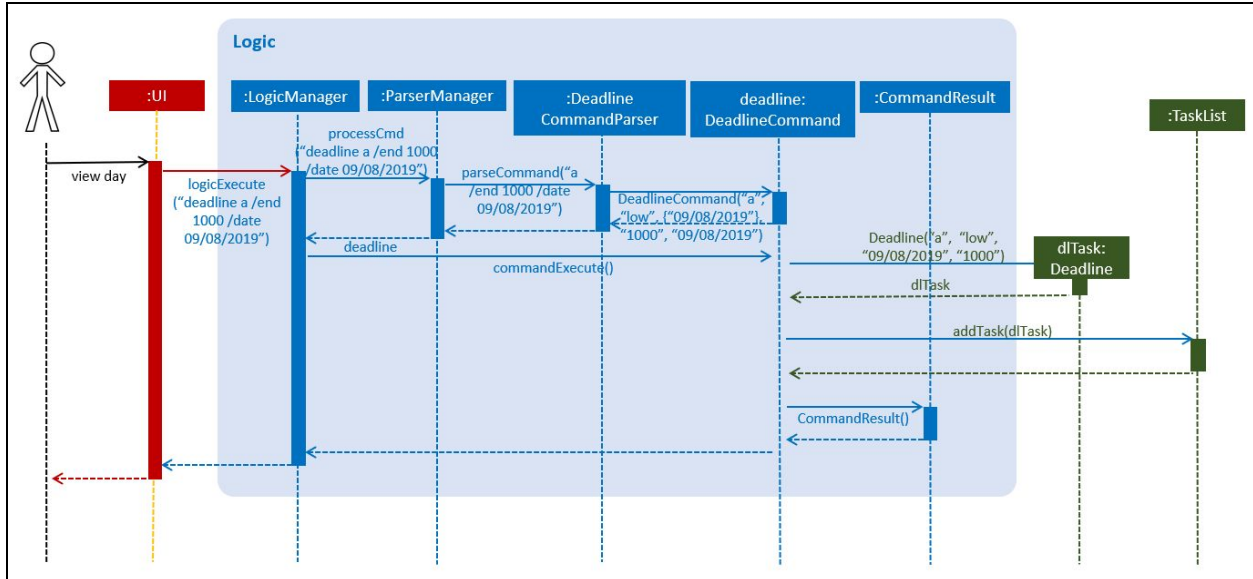 Logic
:UI
:LogicManager
:ParserManager
:Deadline
CommandParser
deadline:
DeadlineCommand
:CommandResult
:TaskList
view day
logicExecute
(“deadline a /end
1000 /date
09/08/2019”)
processCmd
(“deadline a /end 1000
/date 09/08/2019”)
parseCommand(“a
/end 1000 /date
09/08/2019”)
DeadlineCommand(“a”,
“low”, {“09/08/2019”},
“1000”, “09/08/2019”)
deadline
commandExecute()
Deadline(“a”, “low”,
“09/08/2019”, “1000”)
dlTask:
Deadline
dlTask
addTask(dlTask)
CommandResult()